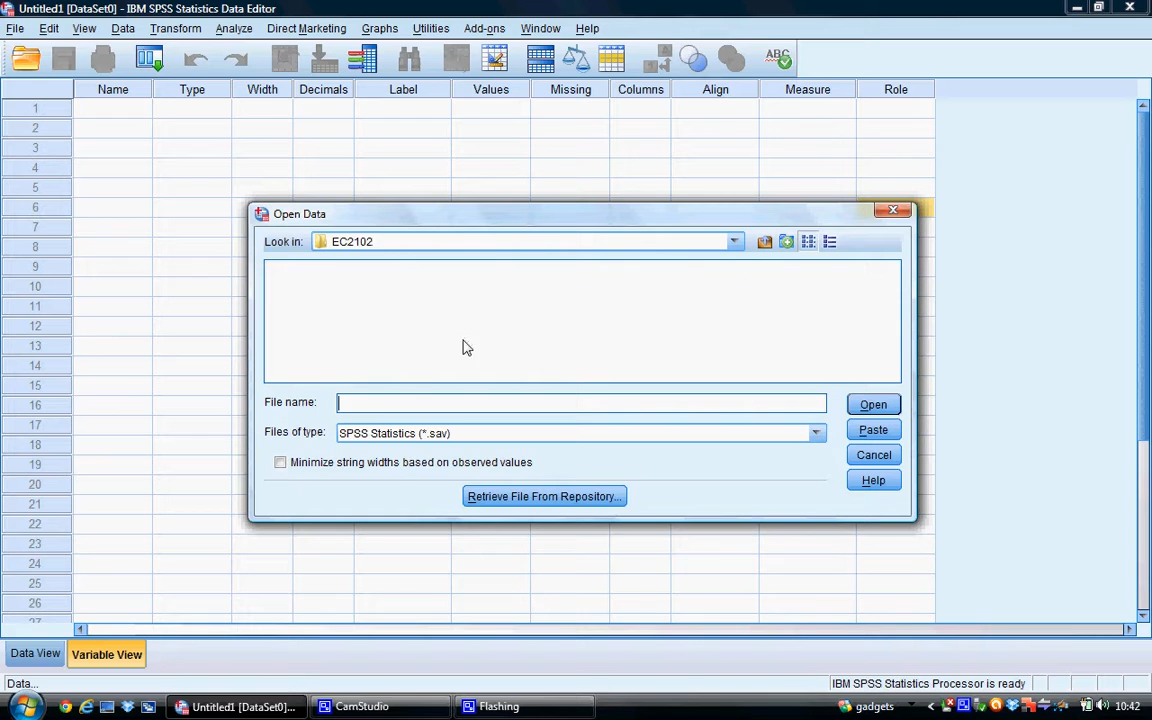 Untitled1 [DataSet0] - IBM SPSS Statistics Data Editor
File Edit View Data Transform Analyze Direct Marketing Graphs Utilities Add-ons Window Help
ABC
Name Type Width Decimals Label Values Missing Columns Align Measure Role
1
2
3
4
5
6
7
8
9
10
11
12
13
14
15
16
17
18
19
20
21
22
23
24
25
26
27
Open Data
Look in: EC2102
File name:
Open
Files of type: SPSS Statistics (*.sav)
Paste
Minimize string widths based on observed values
Cancel
Help
Retrieve File From Repository...
Data View Variable View
Data... IBM SPSS Statistics Processor is ready
Untitled1 [DataSet0]... CamStudio Flashing gadgets 10:42